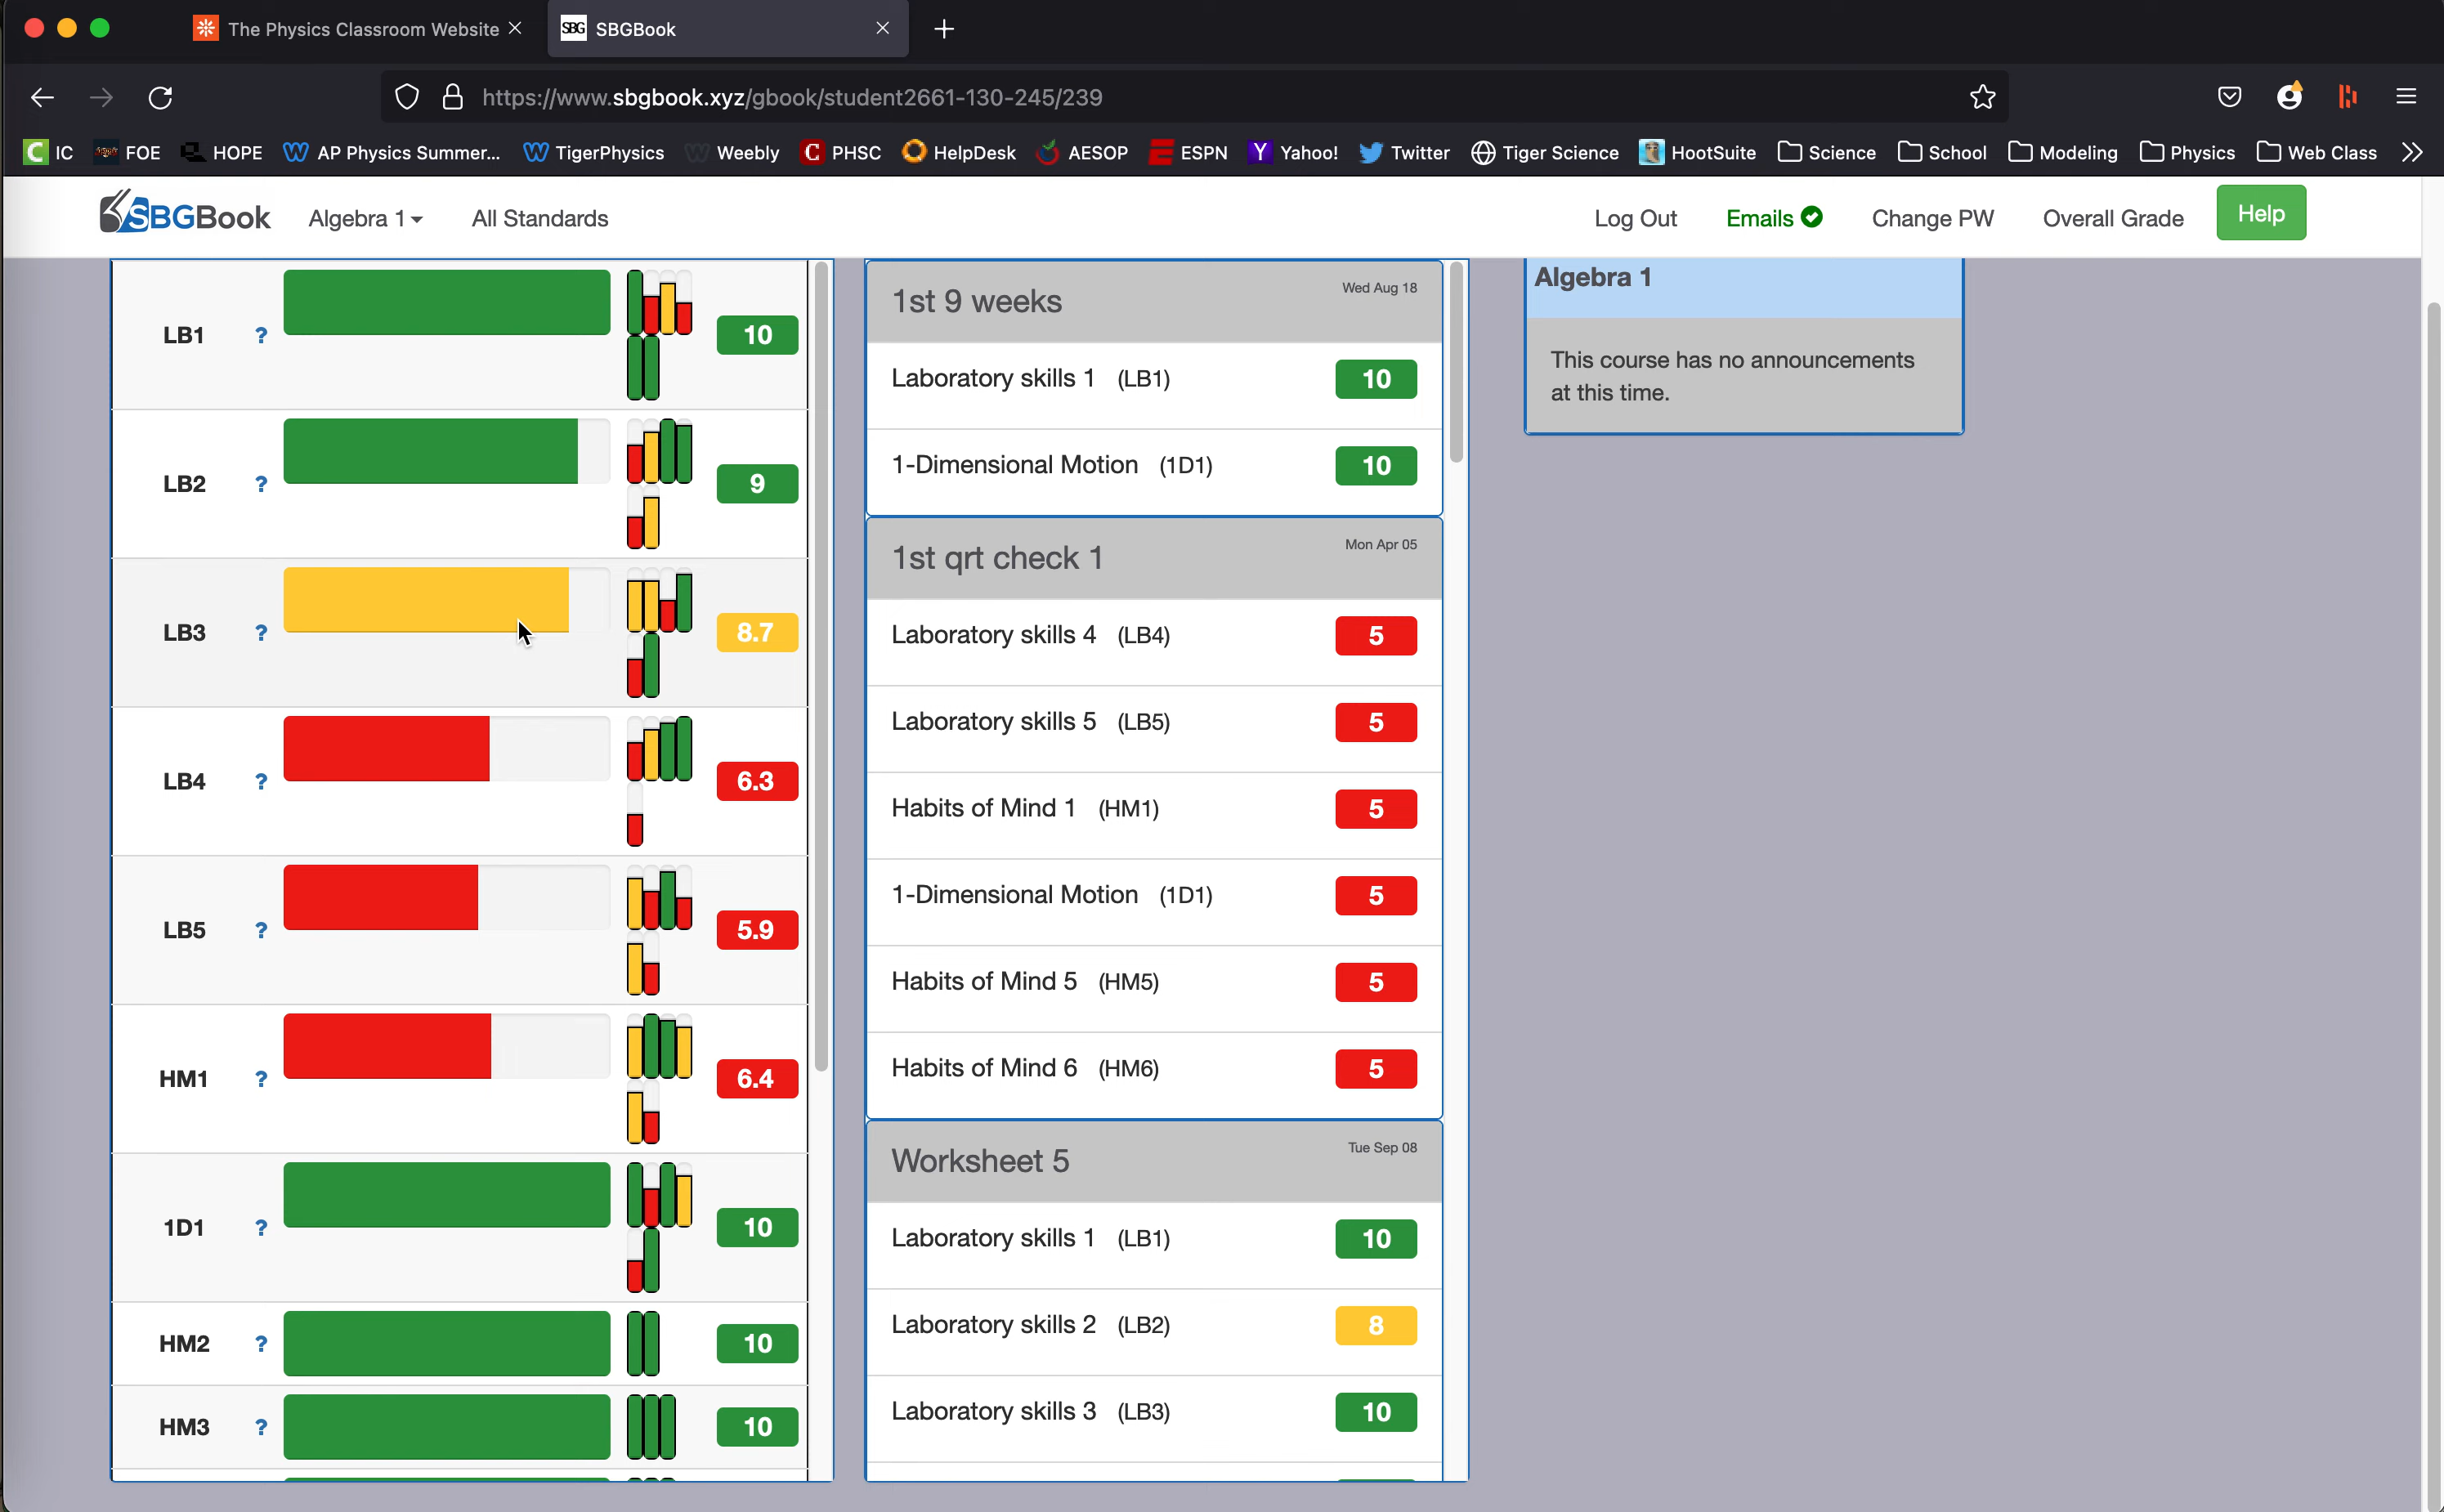 The Physics Classroom Website
SBG SBGBook
https://www.sbgbook.xyz/gbook/student2661-130-245/239
IC FOE HOPE AP Physics Summer... TigerPhysics Weebly PHSC HelpDesk AESOP ESPN Yahoo! Twitter Tiger Science HootSuite Science School Modeling Physics Web Class
SBGBook Algebra 1 All Standards Log Out Emails Change PW Overall Grade Help
LB1 ? 10
LB2 ? 9
LB3 ? 8.7
LB4 ? 6.3
LB5 ? 5.9
HM1 ? 6.4
1D1 ? 10
HM2 ? 10
HM3 ? 10
1st 9 weeks Wed Aug 18
Laboratory skills 1 (LB1) 10
1-Dimensional Motion (1D1) 10
1st qrt check 1 Mon Apr 05
Laboratory skills 4 (LB4) 5
Laboratory skills 5 (LB5) 5
Habits of Mind 1 (HM1) 5
1-Dimensional Motion (1D1) 5
Habits of Mind 5 (HM5) 5
Habits of Mind 6 (HM6) 5
Worksheet 5 Tue Sep 08
Laboratory skills 1 (LB1) 10
Laboratory skills 2 (LB2) 8
Laboratory skills 3 (LB3) 10
Algebra 1
This course has no announcements
at this time.